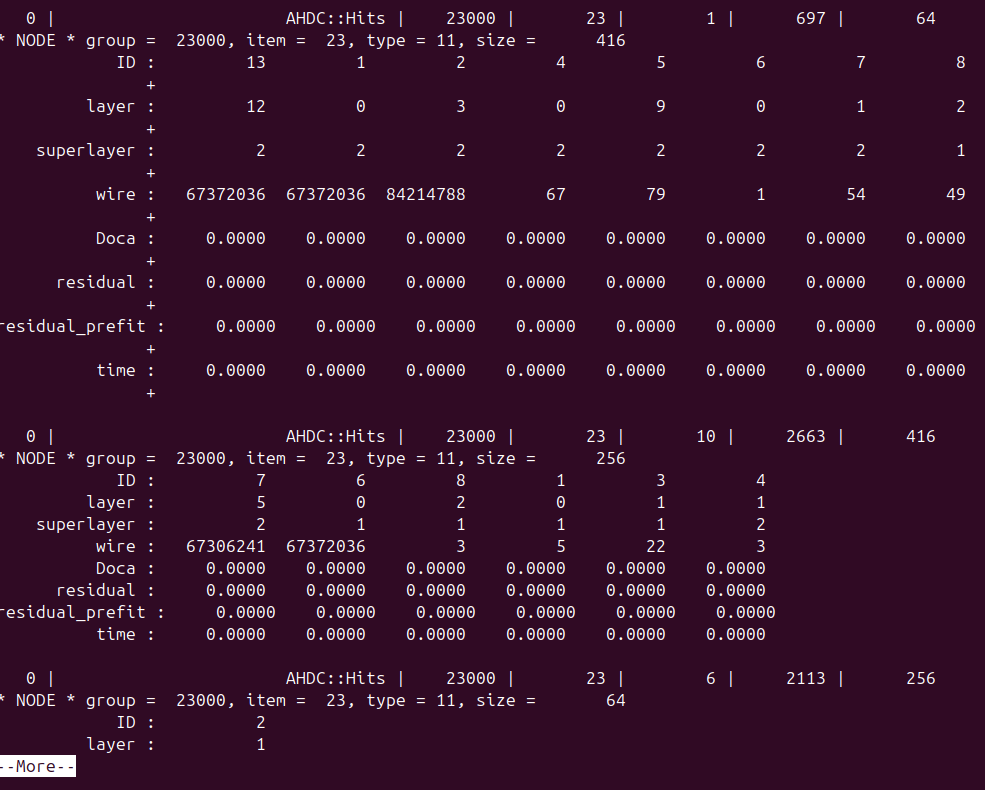 0 | AHDC::Hits | 23000 | 23 | 1 | 697 | 64
* NODE * group = 23000, item = 23, type = 11, size = 416
ID : 13 1 2 4 5 6 7 8
+
layer : 12 0 3 0 9 0 1 2
+
superlayer : 2 2 2 2 2 2 2 1
+
wire : 67372036 67372036 84214788 67 79 1 54 49
+
Doca : 0.0000 0.0000 0.0000 0.0000 0.0000 0.0000 0.0000 0.0000
+
residual : 0.0000 0.0000 0.0000 0.0000 0.0000 0.0000 0.0000 0.0000
+
residual_prefit : 0.0000 0.0000 0.0000 0.0000 0.0000 0.0000 0.0000 0.0000
+
time : 0.0000 0.0000 0.0000 0.0000 0.0000 0.0000 0.0000 0.0000
+
0 | AHDC::Hits | 23000 | 23 | 10 | 2663 | 416
* NODE * group = 23000, item = 23, type = 11, size = 256
ID : 7 6 8 1 3 4
layer : 5 0 2 0 1 1
superlayer : 2 1 1 1 1 2
wire : 67306241 67372036 3 5 22 3
Doca : 0.0000 0.0000 0.0000 0.0000 0.0000 0.0000
residual : 0.0000 0.0000 0.0000 0.0000 0.0000 0.0000
residual_prefit : 0.0000 0.0000 0.0000 0.0000 0.0000 0.0000
time : 0.0000 0.0000 0.0000 0.0000 0.0000 0.0000
0 | AHDC::Hits | 23000 | 23 | 6 | 2113 | 256
* NODE * group = 23000, item = 23, type = 11, size = 64
ID : 2
layer : 1
--More--